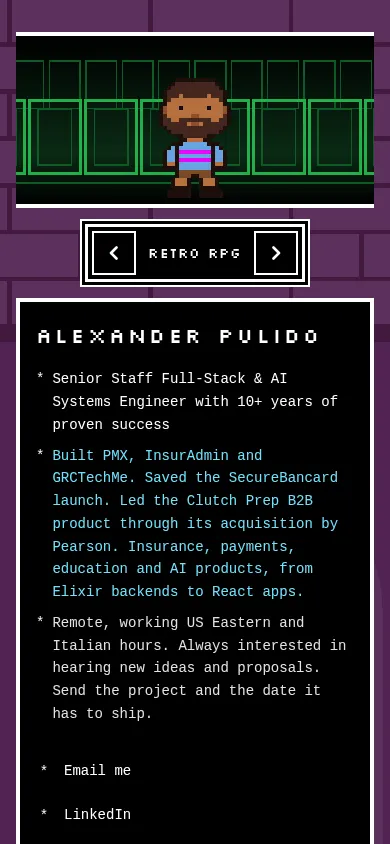 RETRO RPG
ALEXANDER PULIDO
* Senior Staff Full-Stack & AI
Systems Engineer with 10+ years of
proven success
* Built PMX, InsurAdmin and
GRCTechMe. Saved the SecureBancard
launch. Led the Clutch Prep B2B
product through its acquisition by
Pearson. Insurance, payments,
education and AI products, from
Elixir backends to React apps.
* Remote, working US Eastern and
Italian hours. Always interested in
hearing new ideas and proposals.
Send the project and the date it
has to ship.
* Email me
* LinkedIn